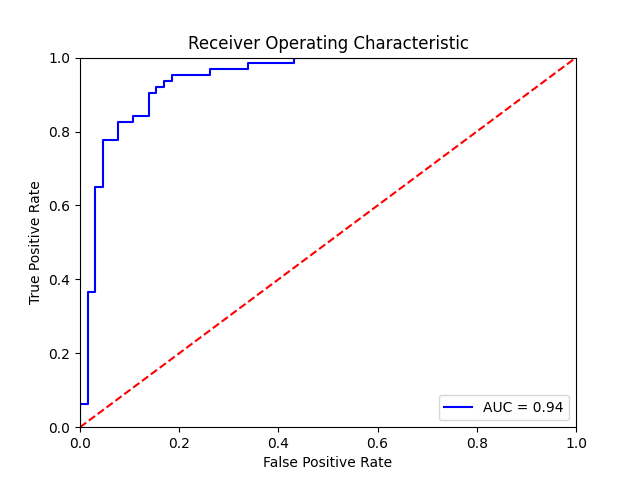 Receiver Operating Characteristic
1.0
0.8
0.6
0.4
0.2
0.0
True Positive Rate
AUC = 0.94
0.0 0.2 0.4 0.6 0.8 1.0
False Positive Rate